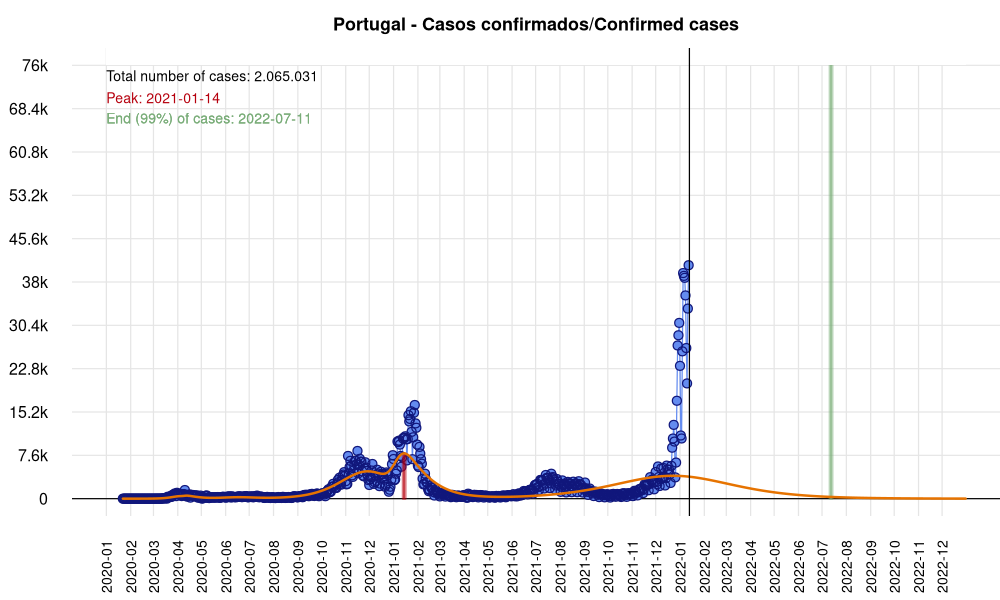 Portugal - Casos confirmados/Confirmed cases
Total number of cases: 2.065.031
Peak: 2021-01-14
End (99%) of cases: 2022-07-11
76k
68.4k
60.8k
53.2k
45.6k
38k
30.4k
22.8k
15.2k
7.6k
0
2020-01
2020-02
2020-03
2020-04
2020-05
2020-06
2020-07
2020-08
2020-09
2020-10
2020-11
2020-12
2021-01
2021-02
2021-03
2021-04
2021-05
2021-06
2021-07
2021-08
2021-09
2021-10
2021-11
2021-12
2022-01
2022-02
2022-03
2022-04
2022-05
2022-06
2022-07
2022-08
2022-09
2022-10
2022-11
2022-12